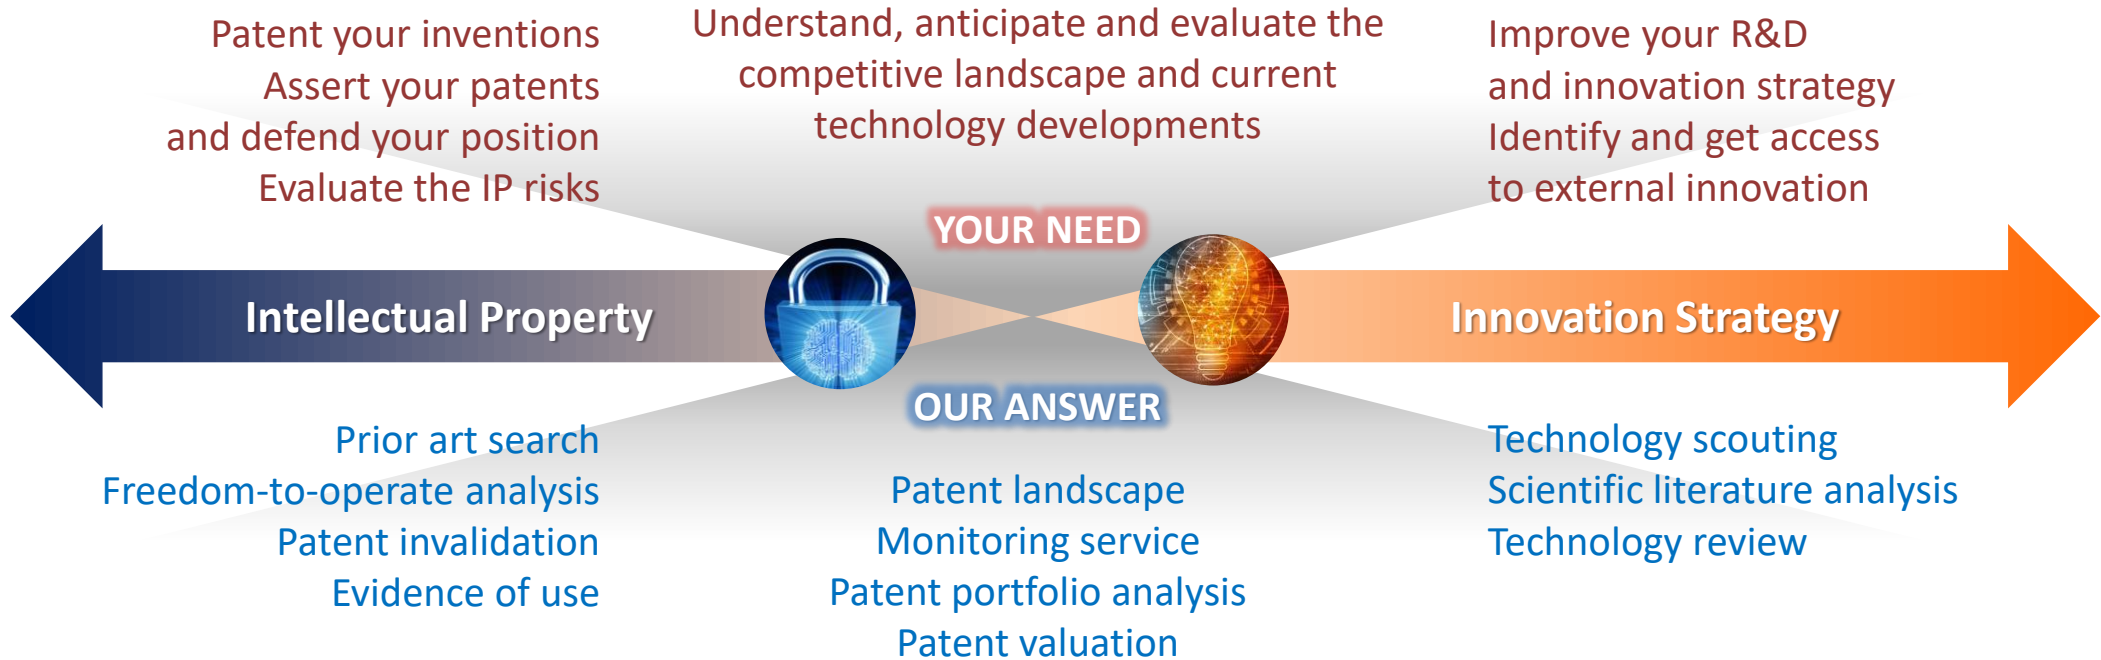 Patent your inventions
Assert your patents
and defend your position
Evaluate the IP risks
Understand, anticipate and evaluate the
competitive landscape and current
technology developments
Improve your R&D
and innovation strategy
Identify and get access
to external innovation
YOUR NEED
Intellectual Property
Innovation Strategy
OUR ANSWER
Prior art search
Freedom-to-operate analysis
Patent invalidation
Evidence of use
Patent landscape
Monitoring service
Patent portfolio analysis
Patent valuation
Technology scouting
Scientific literature analysis
Technology review